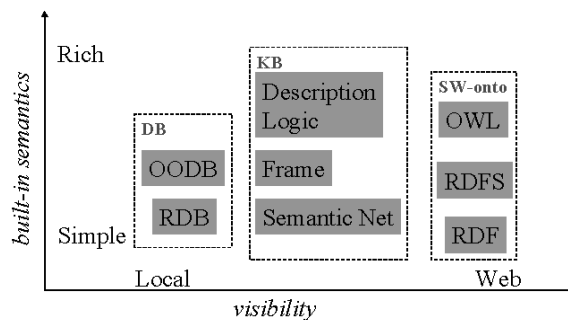 built-in semantics
Rich
Simple
DB
OODB
RDB
KB
Description
Logic
Frame
Semantic Net
SW-onto
OWL
RDFS
RDF
Local
Web
visibility